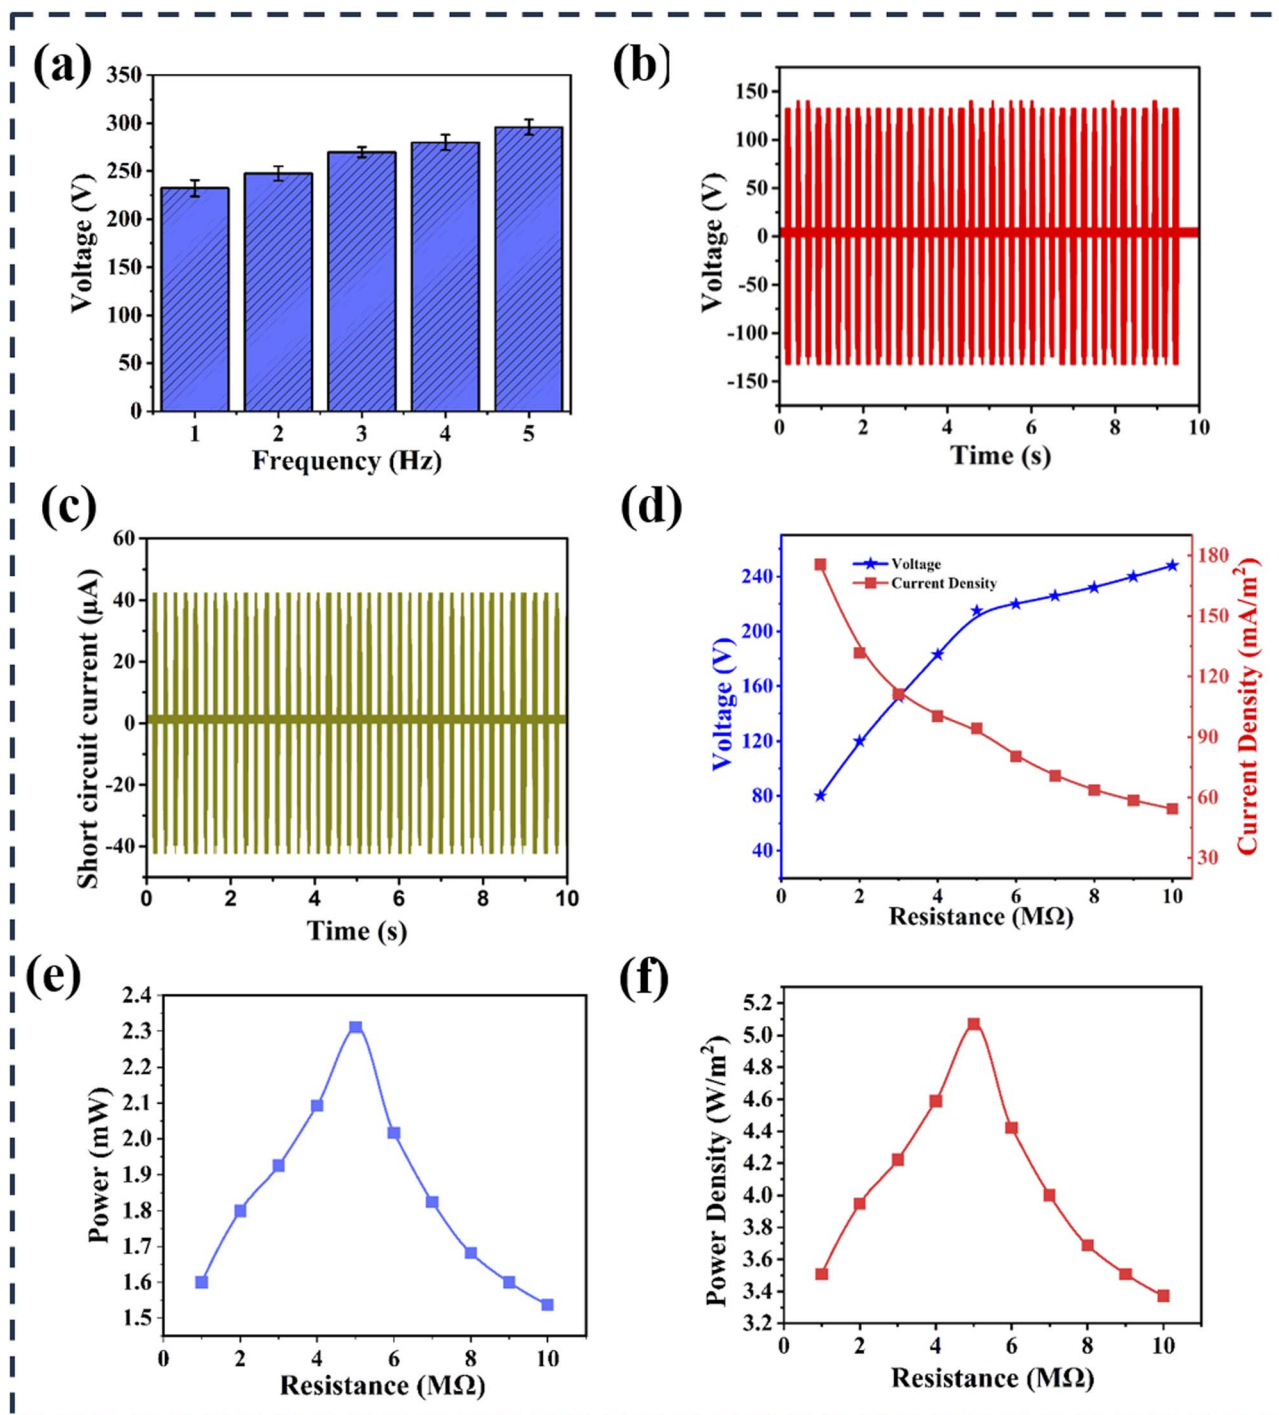 (a)
350
300
250
200
150
100
50
0
Voltage (V)
1 2 3 4 5
Frequency (Hz)
(b)
150
100
50
0
-50
-100
-150
Voltage (V)
0 2 4 6 8 10
Time (s)
(c)
60
40
20
0
-20
-40
Short circuit current (µA)
0 2 4 6 8 10
Time (s)
(d)
Voltage
Current Density
240
200
160
120
80
40
Voltage (V)
180
150
120
90
60
30
Current Density (mA/m²)
0 2 4 6 8 10
Resistance (MΩ)
(e)
2.4
2.3
2.2
2.1
2.0
1.9
1.8
1.7
1.6
1.5
Power (mW)
0 2 4 6 8 10
Resistance (MΩ)
(f)
5.2
5.0
4.8
4.6
4.4
4.2
4.0
3.8
3.6
3.4
3.2
Power Density (W/m²)
0 2 4 6 8 10
Resistance (MΩ)